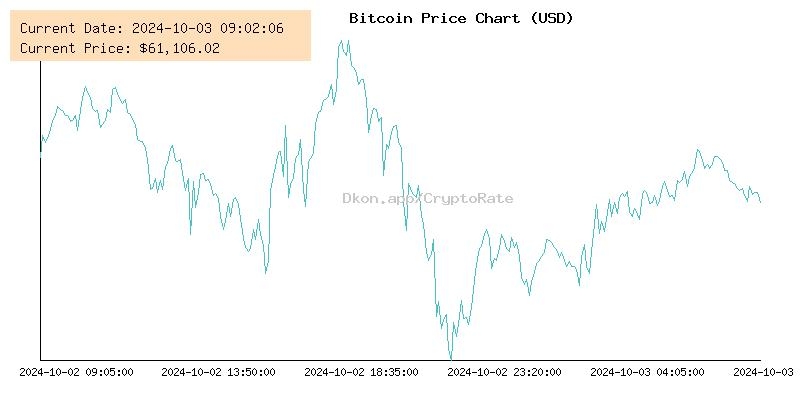 Bitcoin Price Chart (USD)
Current Date: 2024-10-03 09:02:06
Current Price: $61,106.02
Dkon.app/CryptoRate
2024-10-02 09:05:00 2024-10-02 13:50:00 2024-10-02 18:35:00 2024-10-02 23:20:00 2024-10-03 04:05:00 2024-10-03